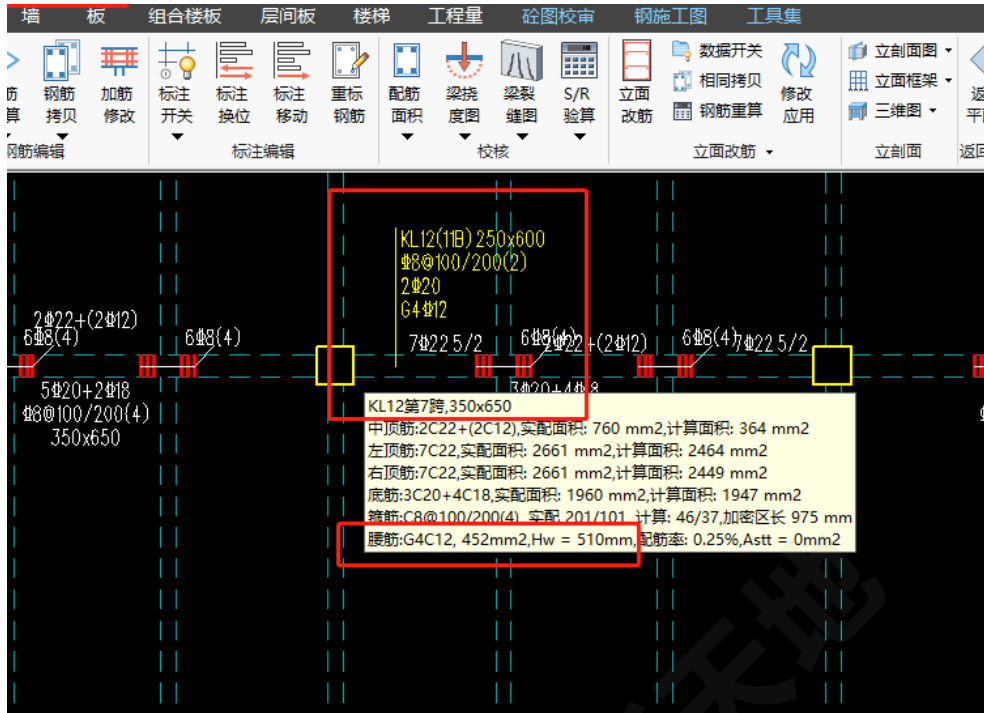 墙 板 组合楼板 层间板 楼梯 工程量 砼图校审 钢施工图 工具集
钢筋拷贝 加筋修改 标注开关 标注换位 标注移动 重标钢筋 配筋面积 梁挠度图 梁裂缝图 S/R验算 立面改筋 数据开关 相同拷贝 钢筋重算 修改应用 立剖面图 立面框架 三维图
钢筋编辑 标注编辑 校核 立面改筋 立剖面 返回
KL12(11B) 250x600
Φ8@100/200(2)
2Φ20
G4Φ12
2Φ22+(2Φ12)
6Φ8(4) 6Φ8(4) 7Φ22 5/2 6Φ8(4) 2Φ22+(2Φ12) 6Φ8(4) 7Φ22 5/2
5Φ20+2Φ18 3Φ20+4Φ18
Φ8@100/200(4)
350x650
KL12第7跨,350x650
中顶筋:2C22+(2C12),实配面积: 760 mm2,计算面积: 364 mm2
左顶筋:7C22,实配面积: 2661 mm2,计算面积: 2464 mm2
右顶筋:7C22,实配面积: 2661 mm2,计算面积: 2449 mm2
底筋:3C20+4C18,实配面积: 1960 mm2,计算面积: 1947 mm2
箍筋:C8@100/200(4) 实配 201/101 计算: 46/37,加密区长 975 mm
腰筋:G4C12, 452mm2,Hw = 510mm,配筋率: 0.25%,Astt = 0mm2
天地